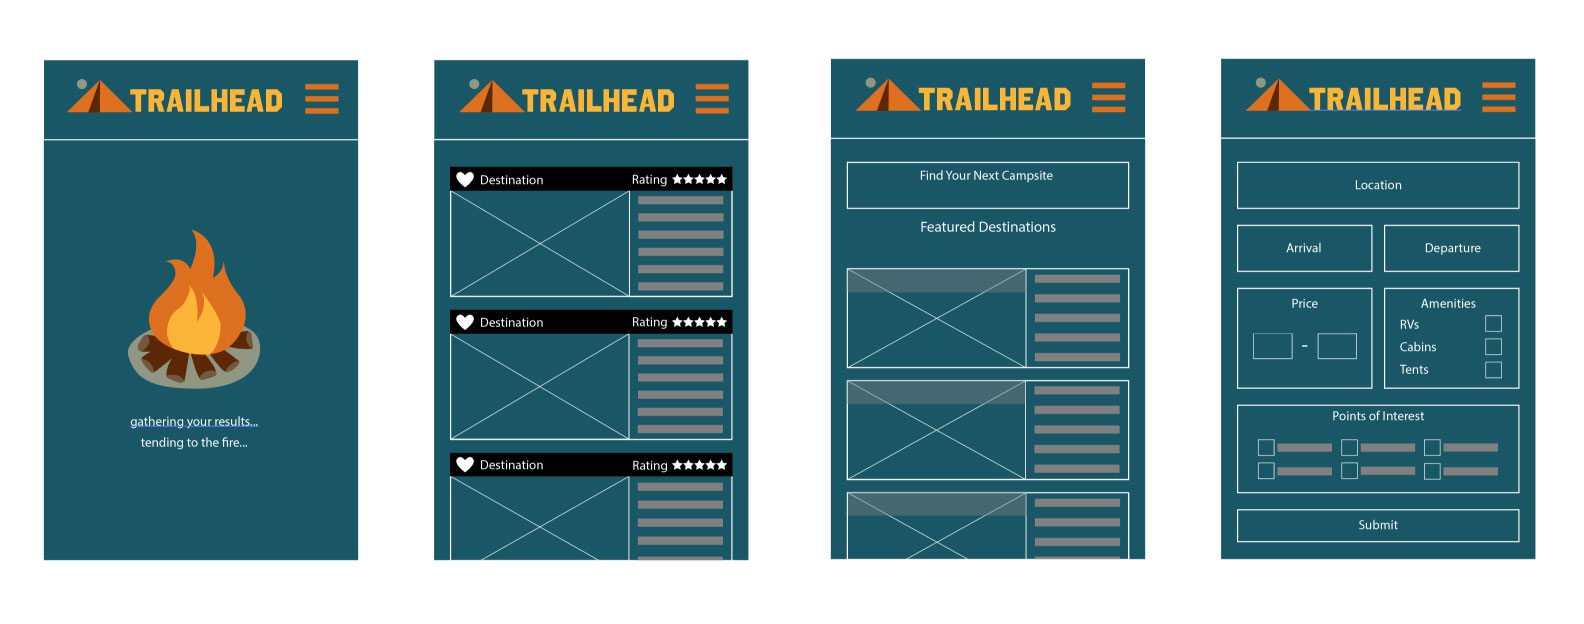 TRAILHEAD
gathering your results...
tending to the fire...
TRAILHEAD
Destination Rating
Destination Rating
Destination Rating
TRAILHEAD
Find Your Next Campsite
Featured Destinations
TRAILHEAD
Location
Arrival Departure
Price Amenities
RVs
-
Cabins
Tents
Points of Interest
Submit